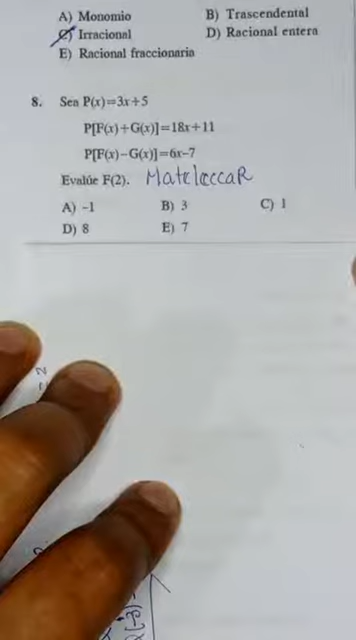 A) Monomio B) Trascendental
C) Irracional D) Racional entera
E) Racional fraccionaria
8. Sea P(x)=3x+5
P[F(x)+G(x)]=18x+11
P[F(x)−G(x)]=6x−7
Evalúe F(2). MateleccaR
A) −1 B) 3 C) 1
D) 8 E) 7